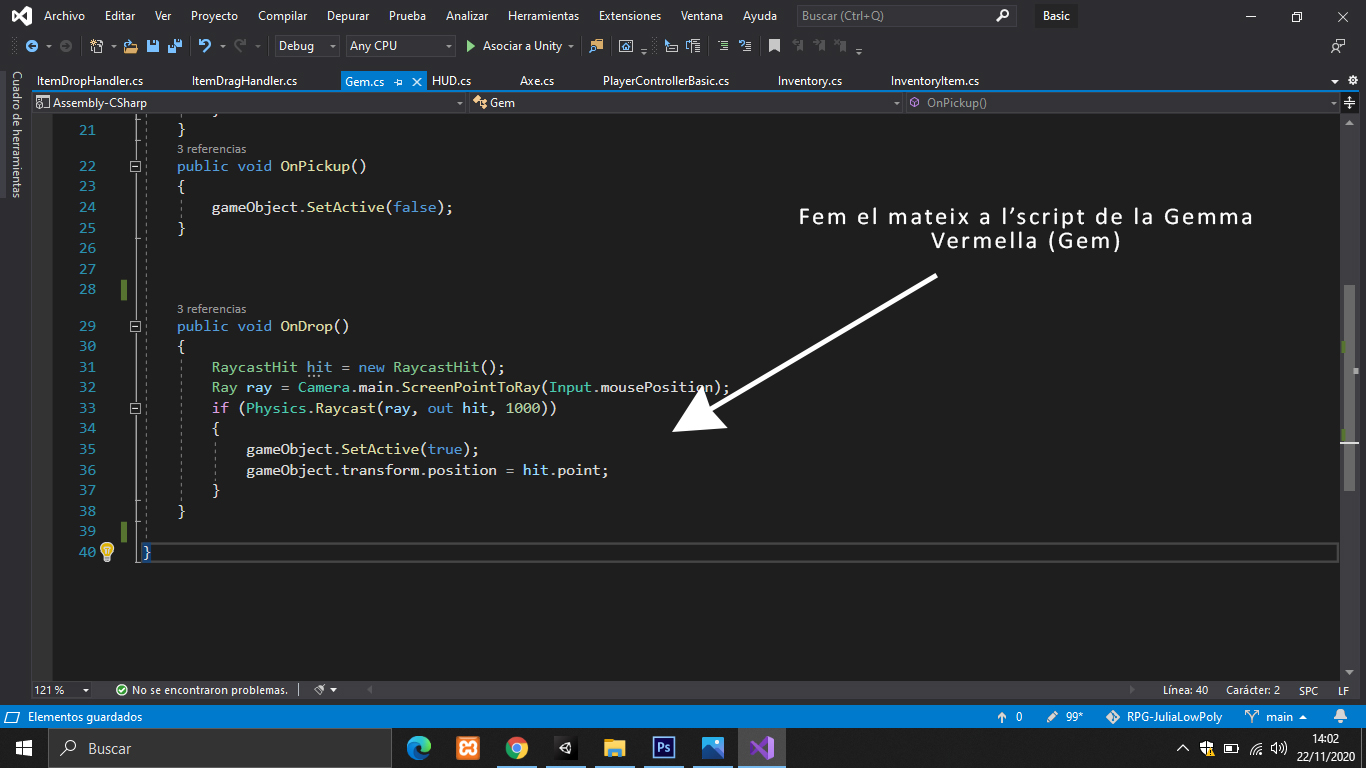 Archivo Editar Ver Proyecto Compilar Depurar Prueba Analizar Herramientas Extensiones Ventana Ayuda Buscar (Ctrl+Q) Basic
Debug Any CPU Asociar a Unity
ItemDropHandler.cs ItemDragHandler.cs Gem.cs HUD.cs Axe.cs PlayerControllerBasic.cs Inventory.cs InventoryItem.cs
Cuadro de herramientas
Assembly-CSharp Gem OnPickup()
21 }
3 referencias
22 public void OnPickup()
23 {
24 gameObject.SetActive(false);
25 }
26
27
28
3 referencias
29 public void OnDrop()
30 {
31 RaycastHit hit = new RaycastHit();
32 Ray ray = Camera.main.ScreenPointToRay(Input.mousePosition);
33 if (Physics.Raycast(ray, out hit, 1000))
34 {
35 gameObject.SetActive(true);
36 gameObject.transform.position = hit.point;
37 }
38 }
39
40 }
Fem el mateix a l’script de la Gemma
Vermella (Gem)
121 % No se encontraron problemas. Línea: 40 Carácter: 2 SPC LF
Elementos guardados 0 99* RPG-JuliaLowPoly main
Buscar Ps 14:02
22/11/2020